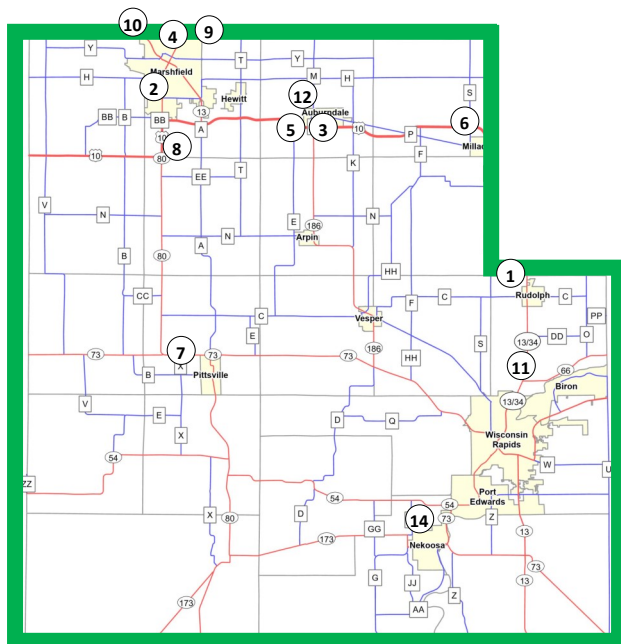 10 4 9
Y T Y
Marshfield
H M H
2 Hewitt 12 S
13 Auburndale
BB B BB A 5 3 10 P 6
10 8 F Millad
10 80 K
EE T
V
N E N
186
N Arpin
80 A
B HH 1
CC F C Rudolph C
C Vesper PP
E S 13/34 DD O
7
73 X 73 73 186 HH 11 66
B Pittsville Biron
V 13/34
E D Q
X Wisconsin
Rapids
54 W
ZZ Port U
Edwards
54 54
X 80 D GG 14 73 Z
173 Nekoosa 13
G JJ 73
Z 13
173 AA